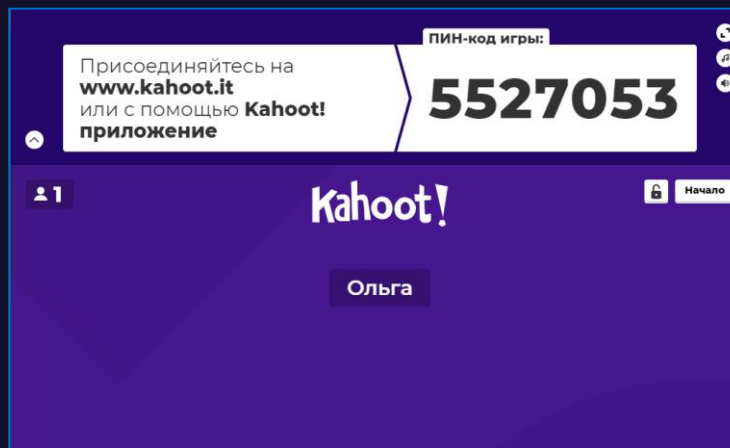 Присоединяйтесь на
www.kahoot.it
или с помощью Kahoot!
приложение
ПИН-код игры:
5527053
1
Kahoot!
Начало
Ольга